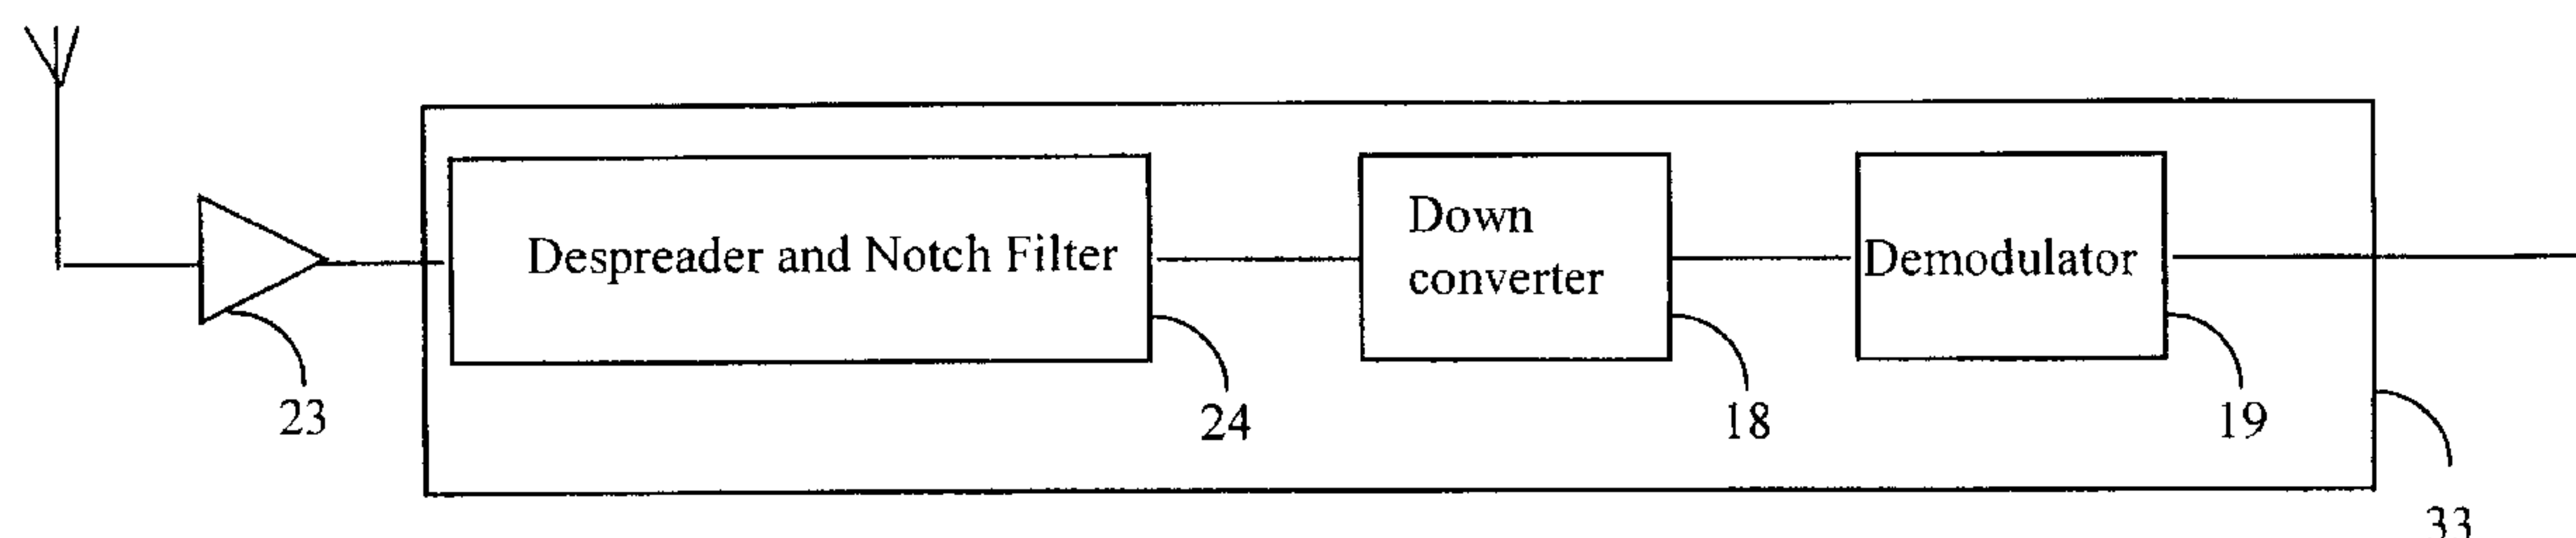 Despreader and Notch Filter
Down
converter
Demodulator
23
24
18
19
33